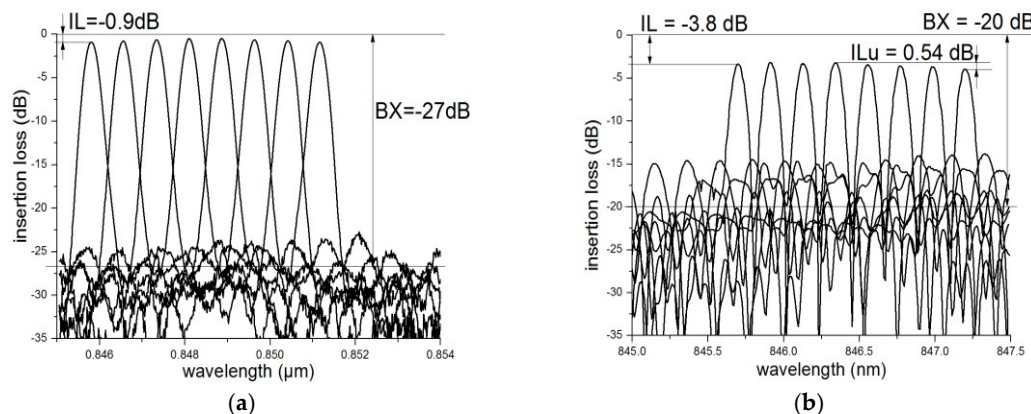 IL=-0.9dB
BX=-27dB
0
-5
-10
-15
-20
-25
-30
-35
insertion loss (dB)
0.846
0.848
0.850
0.852
0.854
wavelength (µm)
(a)
IL = -3.8 dB
BX = -20 dB
ILu = 0.54 dB
0
-5
-10
-15
-20
-25
-30
-35
insertion loss (dB)
845.0
845.5
846.0
846.5
847.0
847.5
wavelength (nm)
(b)